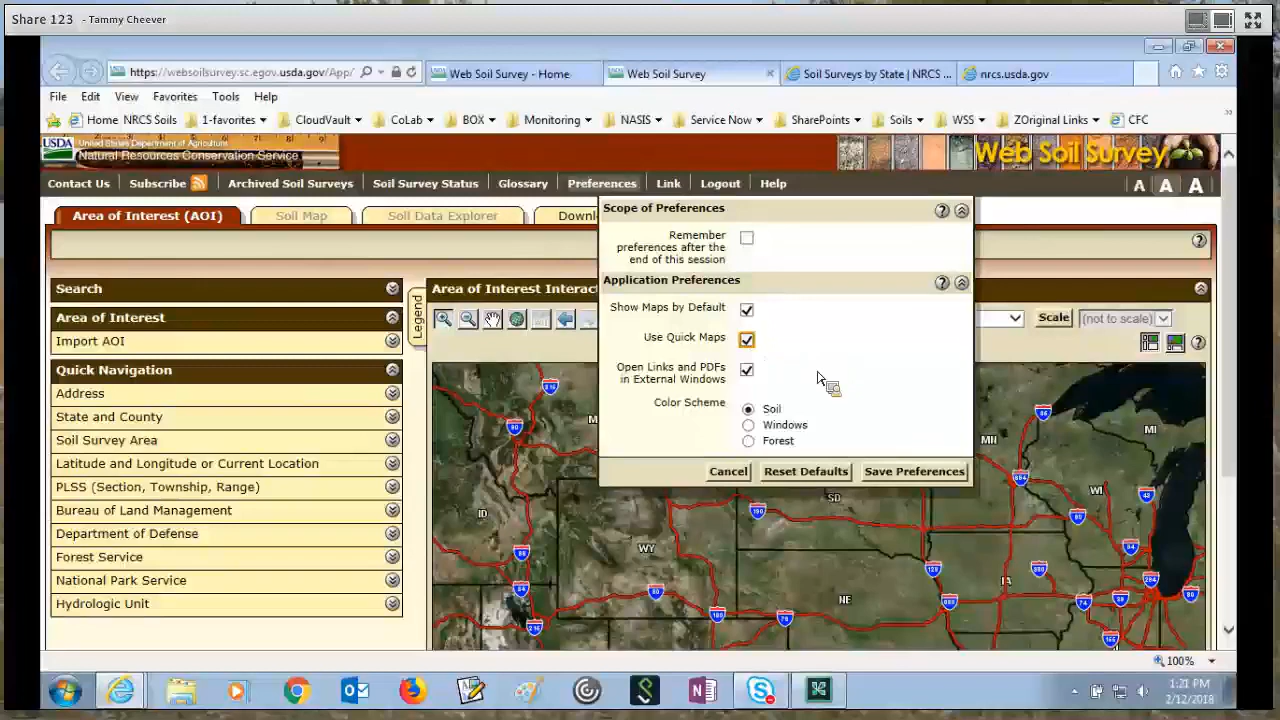 Share 123 - Tammy Cheever
https://websoilsurvey.sc.egov.usda.gov/App/
Web Soil Survey - Home
Web Soil Survey
Soil Surveys by State | NRCS ...
nrcs.usda.gov
File Edit View Favorites Tools Help
Home NRCS Soils 1-favorites CloudVault CoLab BOX Monitoring NASIS Service Now SharePoints Soils WSS ZOriginal Links CFC
USDA United States Department of Agriculture
Natural Resources Conservation Service
Web Soil Survey
Contact Us Subscribe Archived Soil Surveys Soil Survey Status Glossary Preferences Link Logout Help A A A
Area of Interest (AOI) Soil Map Soil Data Explorer Downl
Scope of Preferences
Remember
preferences after the
end of this session
Application Preferences
Show Maps by Default
Use Quick Maps
Open Links and PDFs
in External Windows
Color Scheme
Soil
Windows
Forest
Cancel Reset Defaults Save Preferences
Search
Area of Interest
Import AOI
Quick Navigation
Address
State and County
Soil Survey Area
Latitude and Longitude or Current Location
PLSS (Section, Township, Range)
Bureau of Land Management
Department of Defense
Forest Service
National Park Service
Hydrologic Unit
Legend
Area of Interest Interac
Scale (not to scale)
MN
MI
WI
SD
ID
WY
IA
NE
100%
1:21 PM
2/12/2018